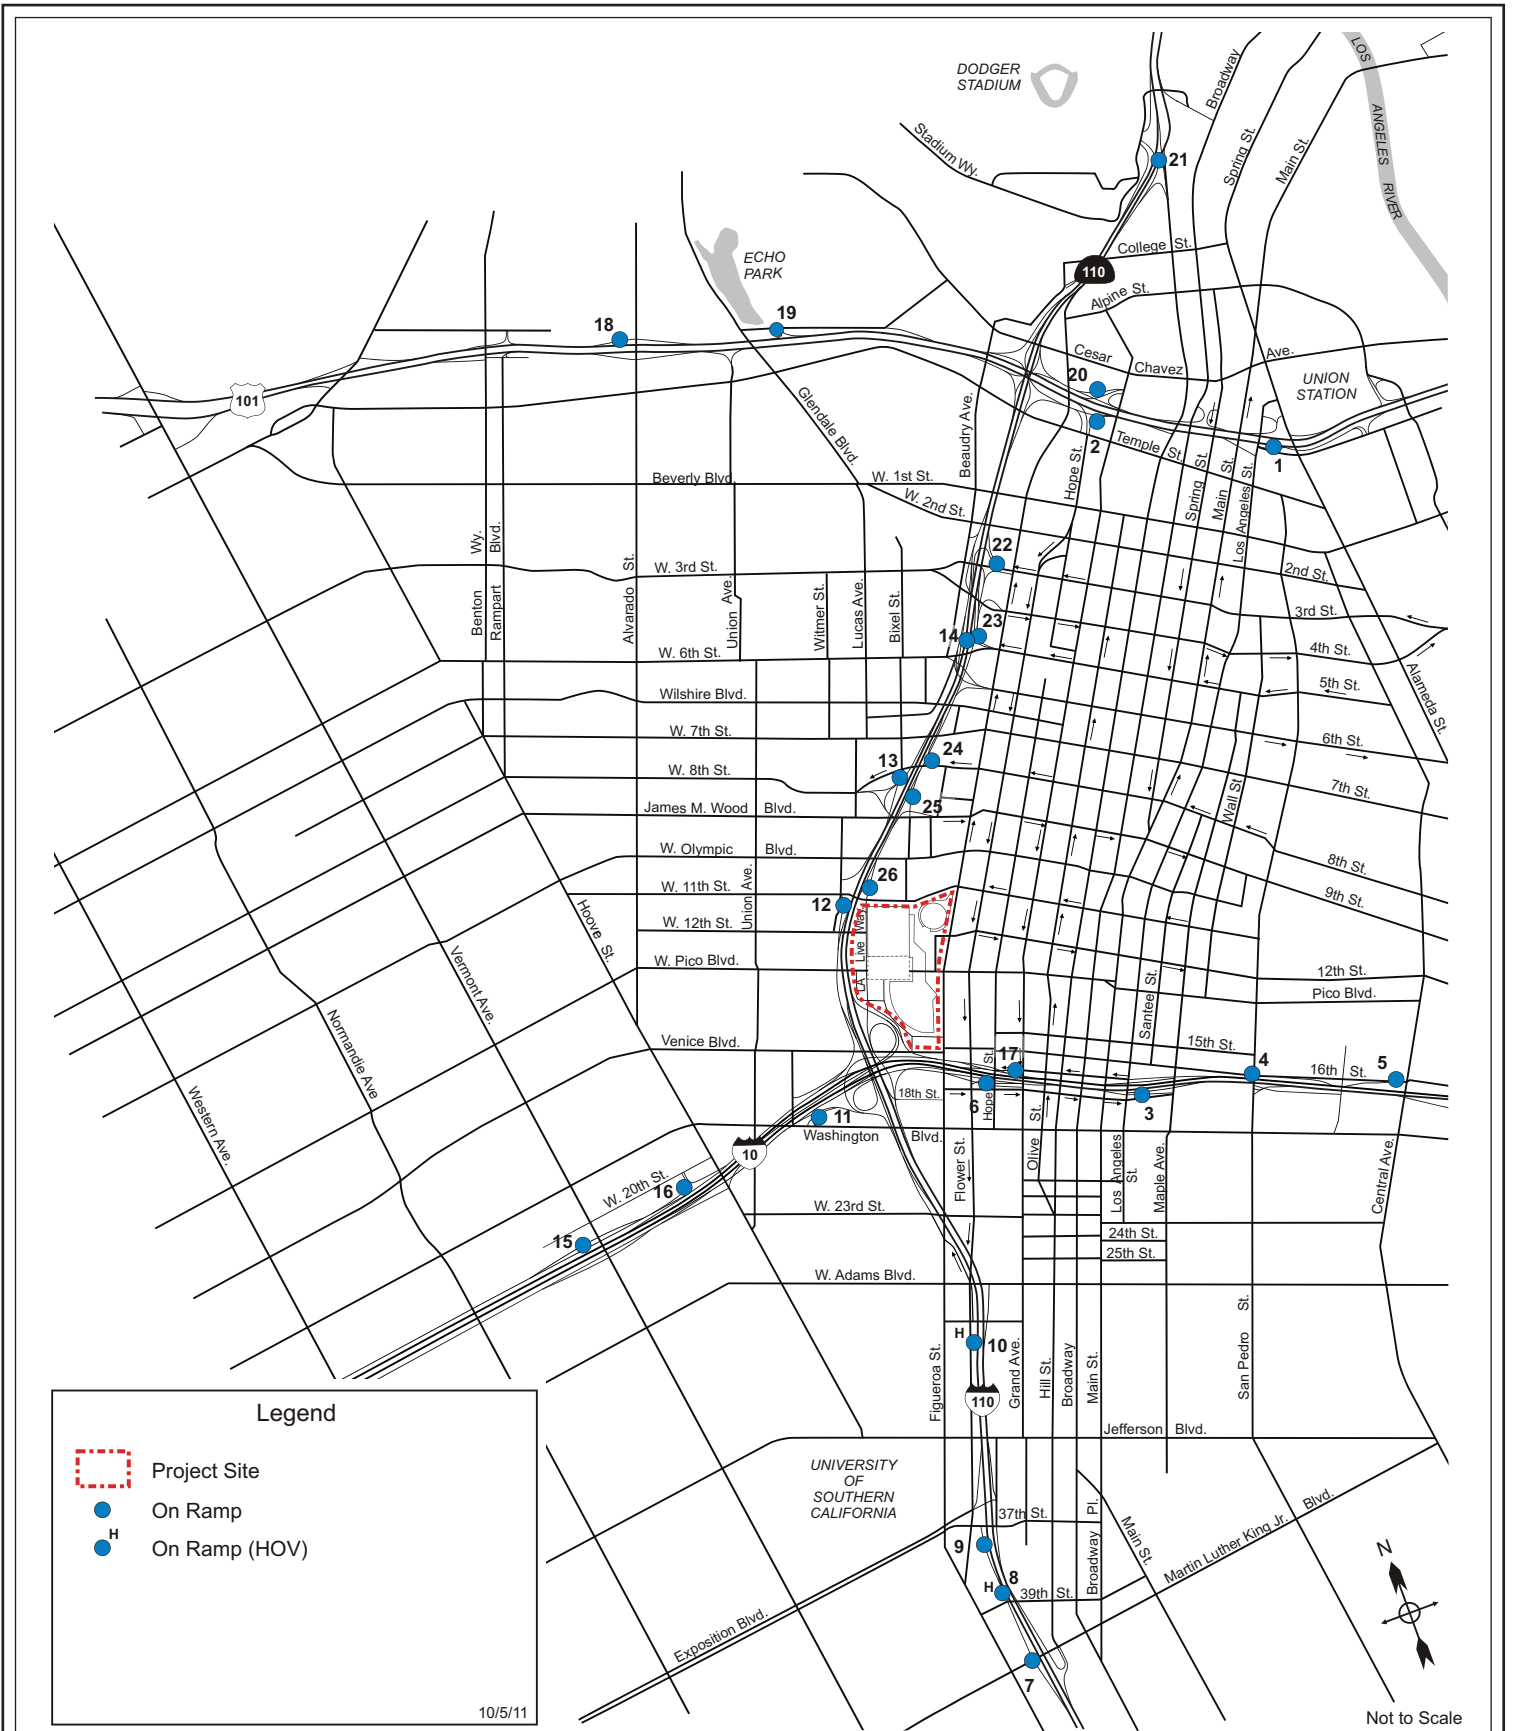 DODGER
STADIUM
Stadium Wy.
Broadway
Spring St.
Main St.
LOS
ANGELES
RIVER
21
College St.
110
Alpine St.
ECHO
PARK
18
19
101
Cesar
Chavez
Ave.
UNION
STATION
20
2
1
Temple St.
Glendale Blvd.
Beaudry Ave.
Hope St.
Spring St.
Main St.
Los Angeles St.
Beverly Blvd.
W. 1st St.
W. 2nd St.
Benton Wy.
Rampart Blvd.
Alvarado St.
Union Ave.
Witmer St.
Lucas Ave.
Bixel St.
W. 3rd St.
22
2nd St.
3rd St.
14
23
4th St.
W. 6th St.
5th St.
Alameda St.
Wilshire Blvd.
W. 7th St.
6th St.
13
24
W. 8th St.
25
7th St.
Wall St
James M. Wood Blvd.
W. Olympic Blvd.
8th St.
26
W. 11th St.
Union Ave.
12
9th St.
W. 12th St.
Hoove St.
LA Live Way
W. Pico Blvd.
12th St.
Pico Blvd.
Santee St.
Vermont Ave.
Normandie Ave
Western Ave.
Venice Blvd.
15th St.
17
4
16th St.
5
18th St.
6
Hope St.
3
11
Washington Blvd.
10
Flower St.
Olive St.
Los Angeles St.
Maple Ave.
Central Ave.
W. 20th St.
16
W. 23rd St.
15
24th St.
25th St.
W. Adams Blvd.
H
10
Figueroa St.
110
Grand Ave.
Hill St.
Broadway
Main St.
San Pedro St.
Jefferson Blvd.
UNIVERSITY
OF
SOUTHERN
CALIFORNIA
37th St.
9
H
8
39th St.
Broadway Pl.
Main St.
Martin Luther King Jr. Blvd.
Exposition Blvd.
7
N
Legend
Project Site
On Ramp
H
On Ramp (HOV)
10/5/11
Not to Scale